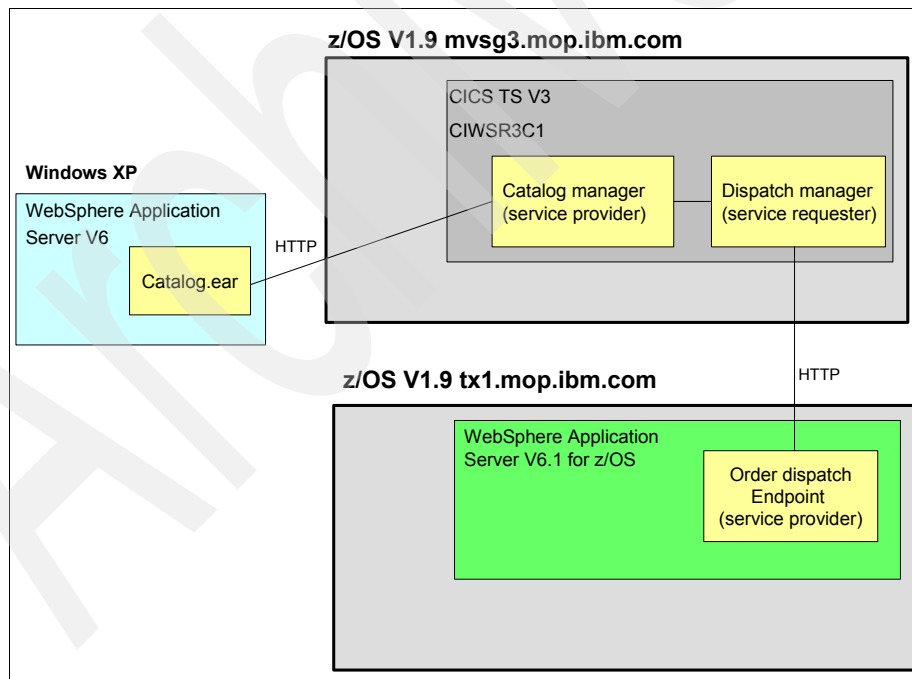 z/OS V1.9 mvsg3.mop.ibm.com
CICS TS V3
CIWSR3C1
Windows XP
WebSphere Application
Server V6
Catalog.ear
HTTP
Catalog manager
(service provider)
Dispatch manager
(service requester)
HTTP
z/OS V1.9 tx1.mop.ibm.com
WebSphere Application
Server V6.1 for z/OS
Order dispatch
Endpoint
(service provider)